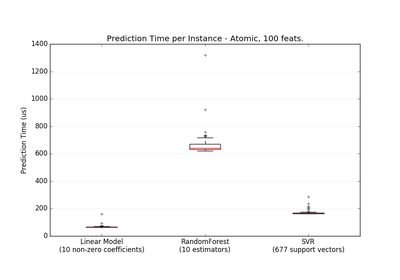 Prediction Time per Instance - Atomic, 100 feats.
1400
1200
1000
800
600
400
200
0
Prediction Time (us)
Linear Model
(10 non-zero coefficients)
RandomForest
(10 estimators)
SVR
(677 support vectors)